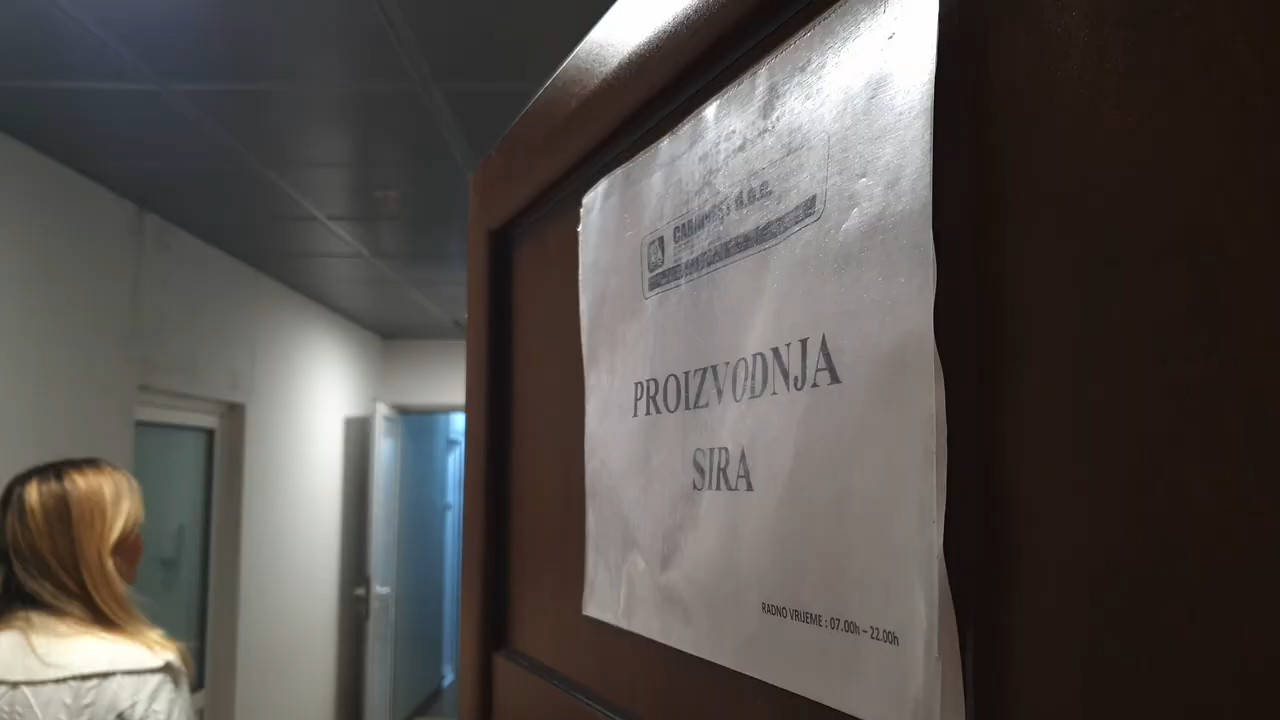 d.o.o.
PROIZVODNJA
SIRA
RADNO VRIJEME : 07.00h – 22.00h